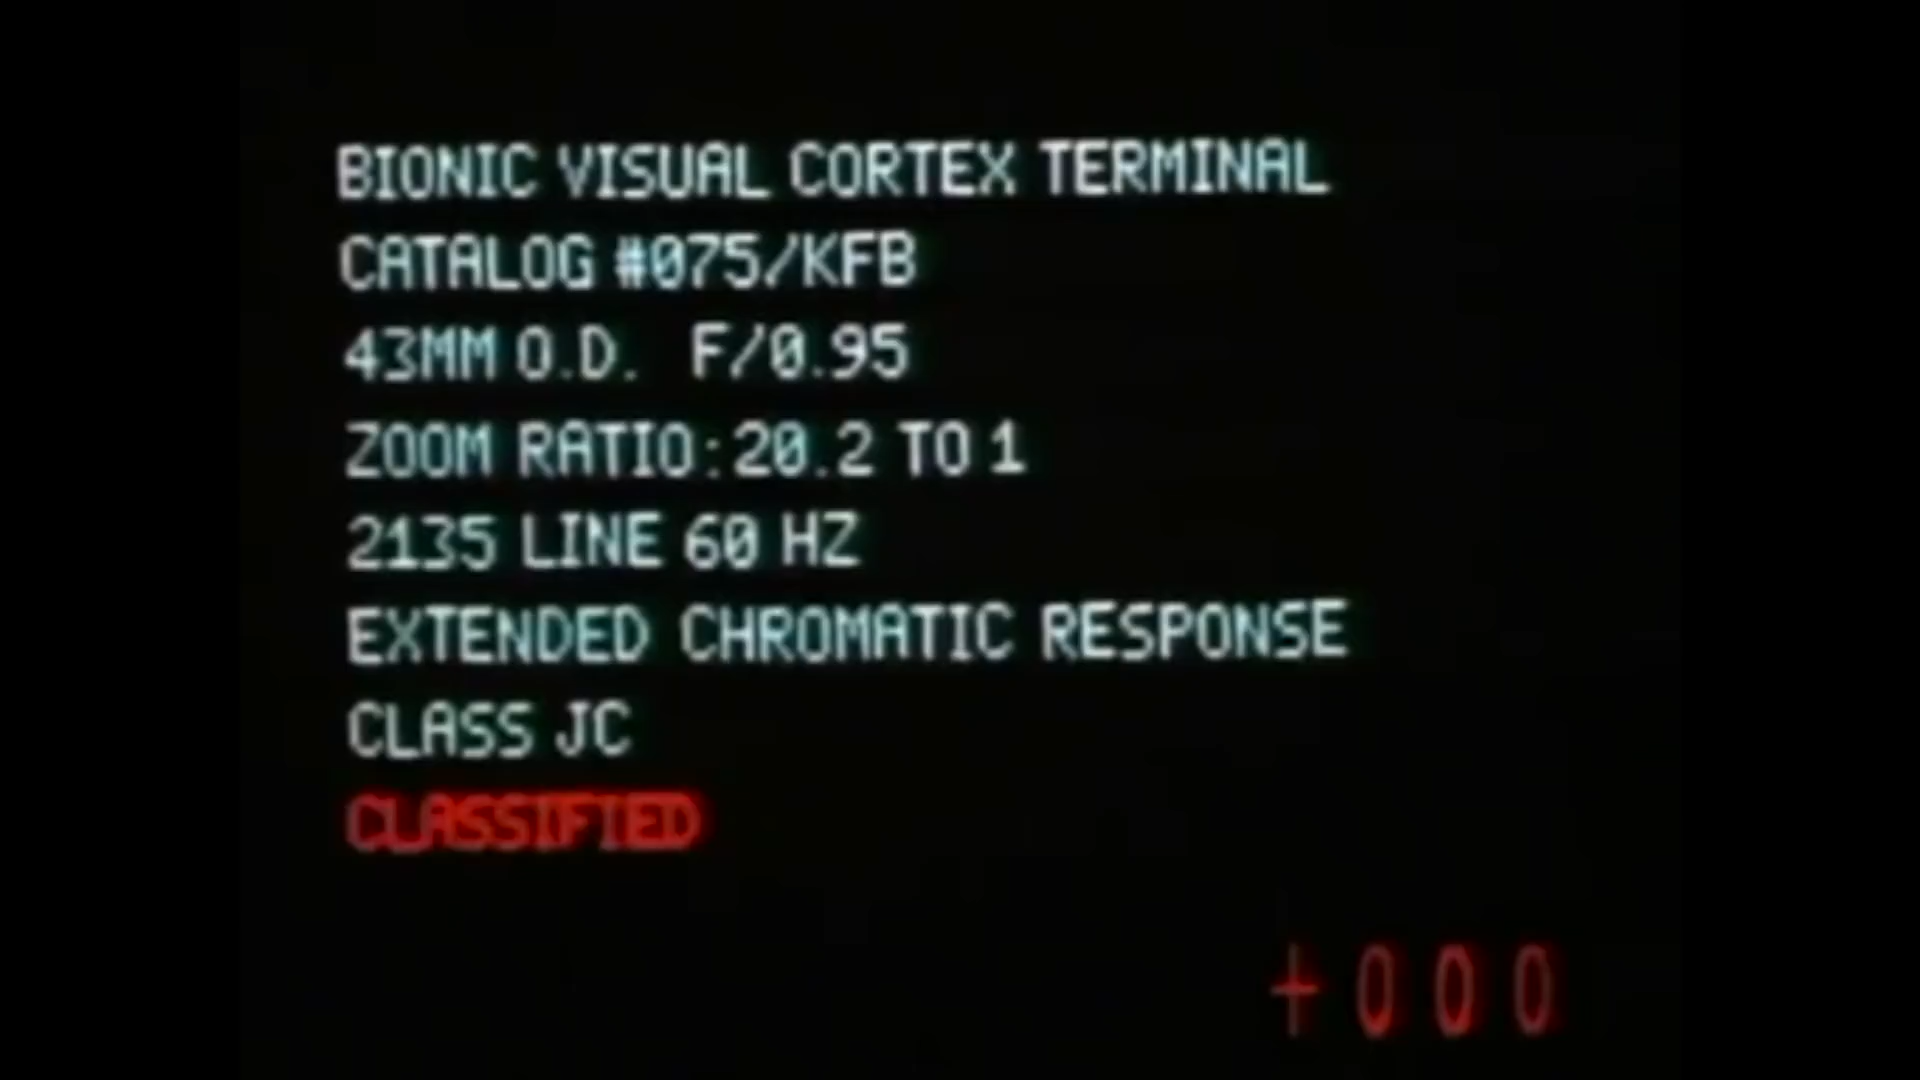 BIONIC VISUAL CORTEX TERMINAL
CATALOG #075/KFB
43MM O.D. F/0.95
ZOOM RATIO: 20.2 TO 1
2135 LINE 60 HZ
EXTENDED CHROMATIC RESPONSE
CLASS JC
CLASSIFIED
+000